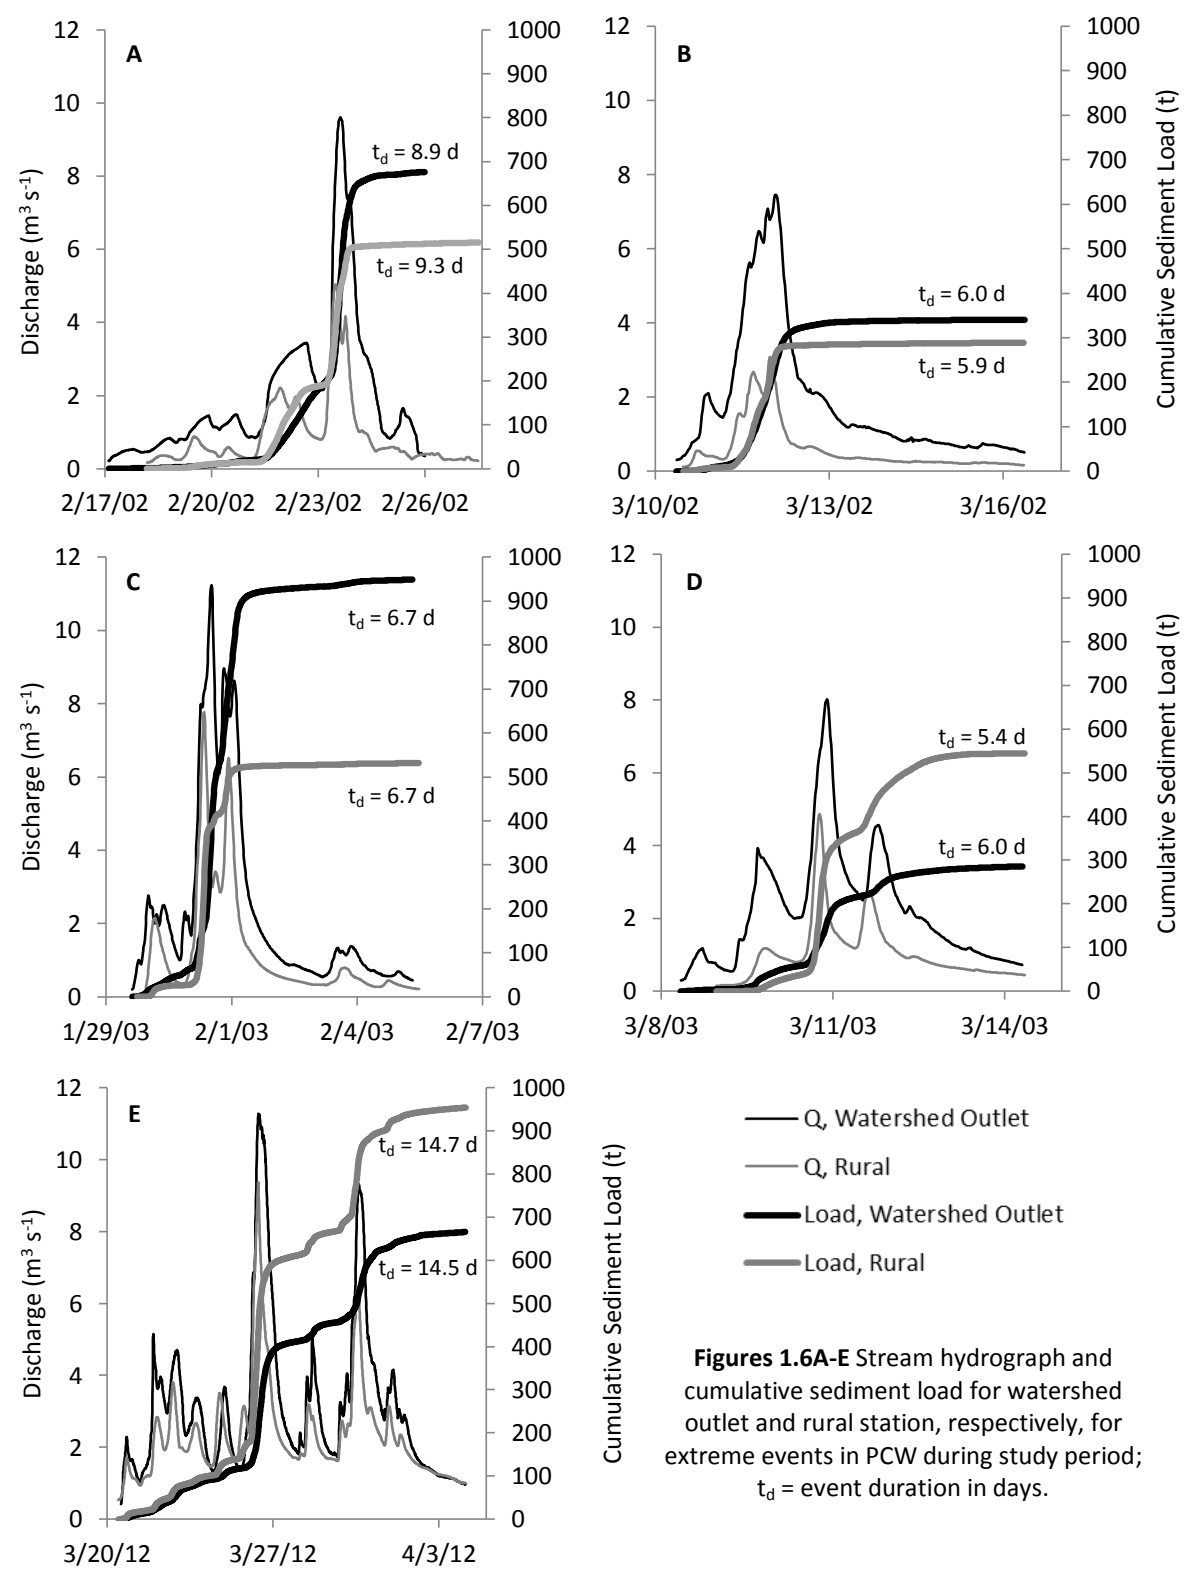 A
12
10
8
6
4
2
0
1000
900
800
700
600
500
400
300
200
100
0
Discharge (m³ s⁻¹)
t_d = 8.9 d
t_d = 9.3 d
2/17/02 2/20/02 2/23/02 2/26/02
B
12
10
8
6
4
2
0
1000
900
800
700
600
500
400
300
200
100
0
Cumulative Sediment Load (t)
t_d = 6.0 d
t_d = 5.9 d
3/10/02 3/13/02 3/16/02
C
12
10
8
6
4
2
0
1000
900
800
700
600
500
400
300
200
100
0
Discharge (m³ s⁻¹)
t_d = 6.7 d
t_d = 6.7 d
1/29/03 2/1/03 2/4/03 2/7/03
D
12
10
8
6
4
2
0
1000
900
800
700
600
500
400
300
200
100
0
Cumulative Sediment Load (t)
t_d = 5.4 d
t_d = 6.0 d
3/8/03 3/11/03 3/14/03
E
12
10
8
6
4
2
0
1000
900
800
700
600
500
400
300
200
100
0
Discharge (m³ s⁻¹)
Cumulative Sediment Load (t)
t_d = 14.7 d
t_d = 14.5 d
3/20/12 3/27/12 4/3/12
Q, Watershed Outlet
Q, Rural
Load, Watershed Outlet
Load, Rural
Figures 1.6A-E Stream hydrograph and
cumulative sediment load for watershed
outlet and rural station, respectively, for
extreme events in PCW during study period;
t_d = event duration in days.